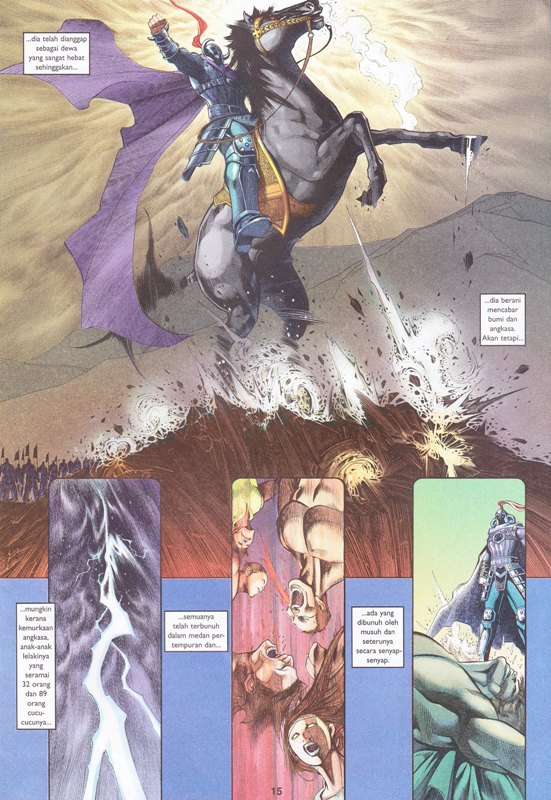 ...dia telah dianggap
sebagai dewa
yang sangat hebat
sehinggakan...
...dia berani
mencabar
bumi dan
angkasa.
Akan tetapi...
...mungkin
kerana
kemurkaan
angkasa,
anak-anak
lelakinya
yang
seramai
32 orang
dan 89
orang
cucu-
cucunya...
...semuanya
telah terbunuh
dalam medan per-
tempuran dan...
...ada yang
dibunuh oleh
musuh dan
seterunya
secara senyap-
senyap.
15